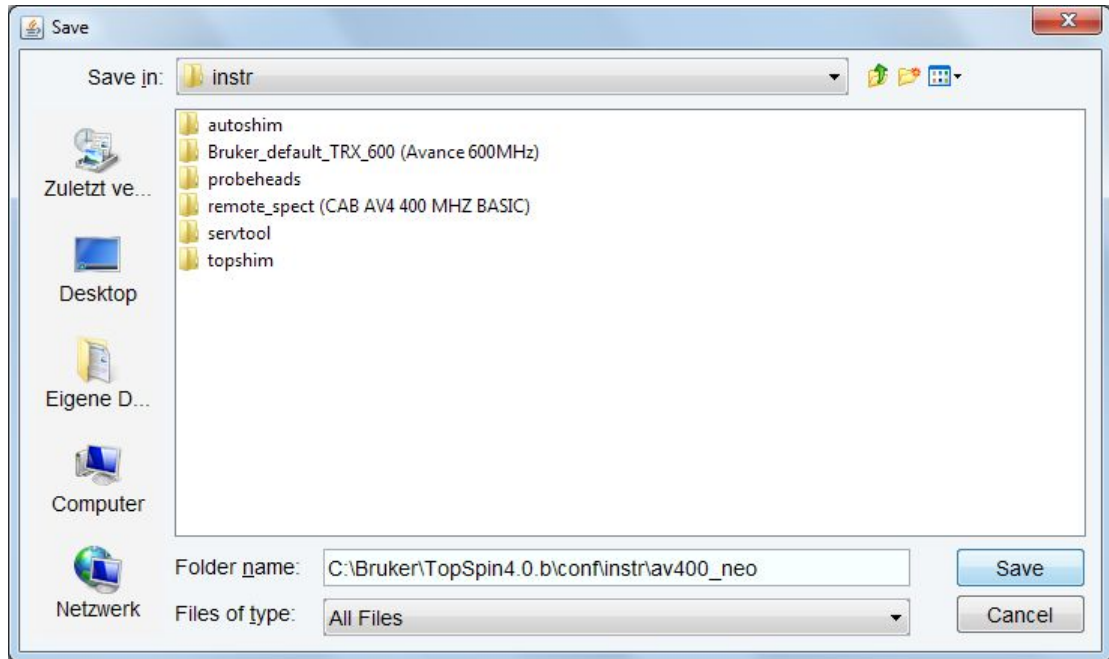 Save
Save in: instr
autoshim
Bruker_default_TRX_600 (Avance 600MHz)
probeheads
remote_spect (CAB AV4 400 MHZ BASIC)
servtool
topshim
Zuletzt ve...
Desktop
Eigene D...
Computer
Netzwerk
Folder name: C:\Bruker\TopSpin4.0.b\conf\instr\av400_neo
Save
Files of type: All Files
Cancel